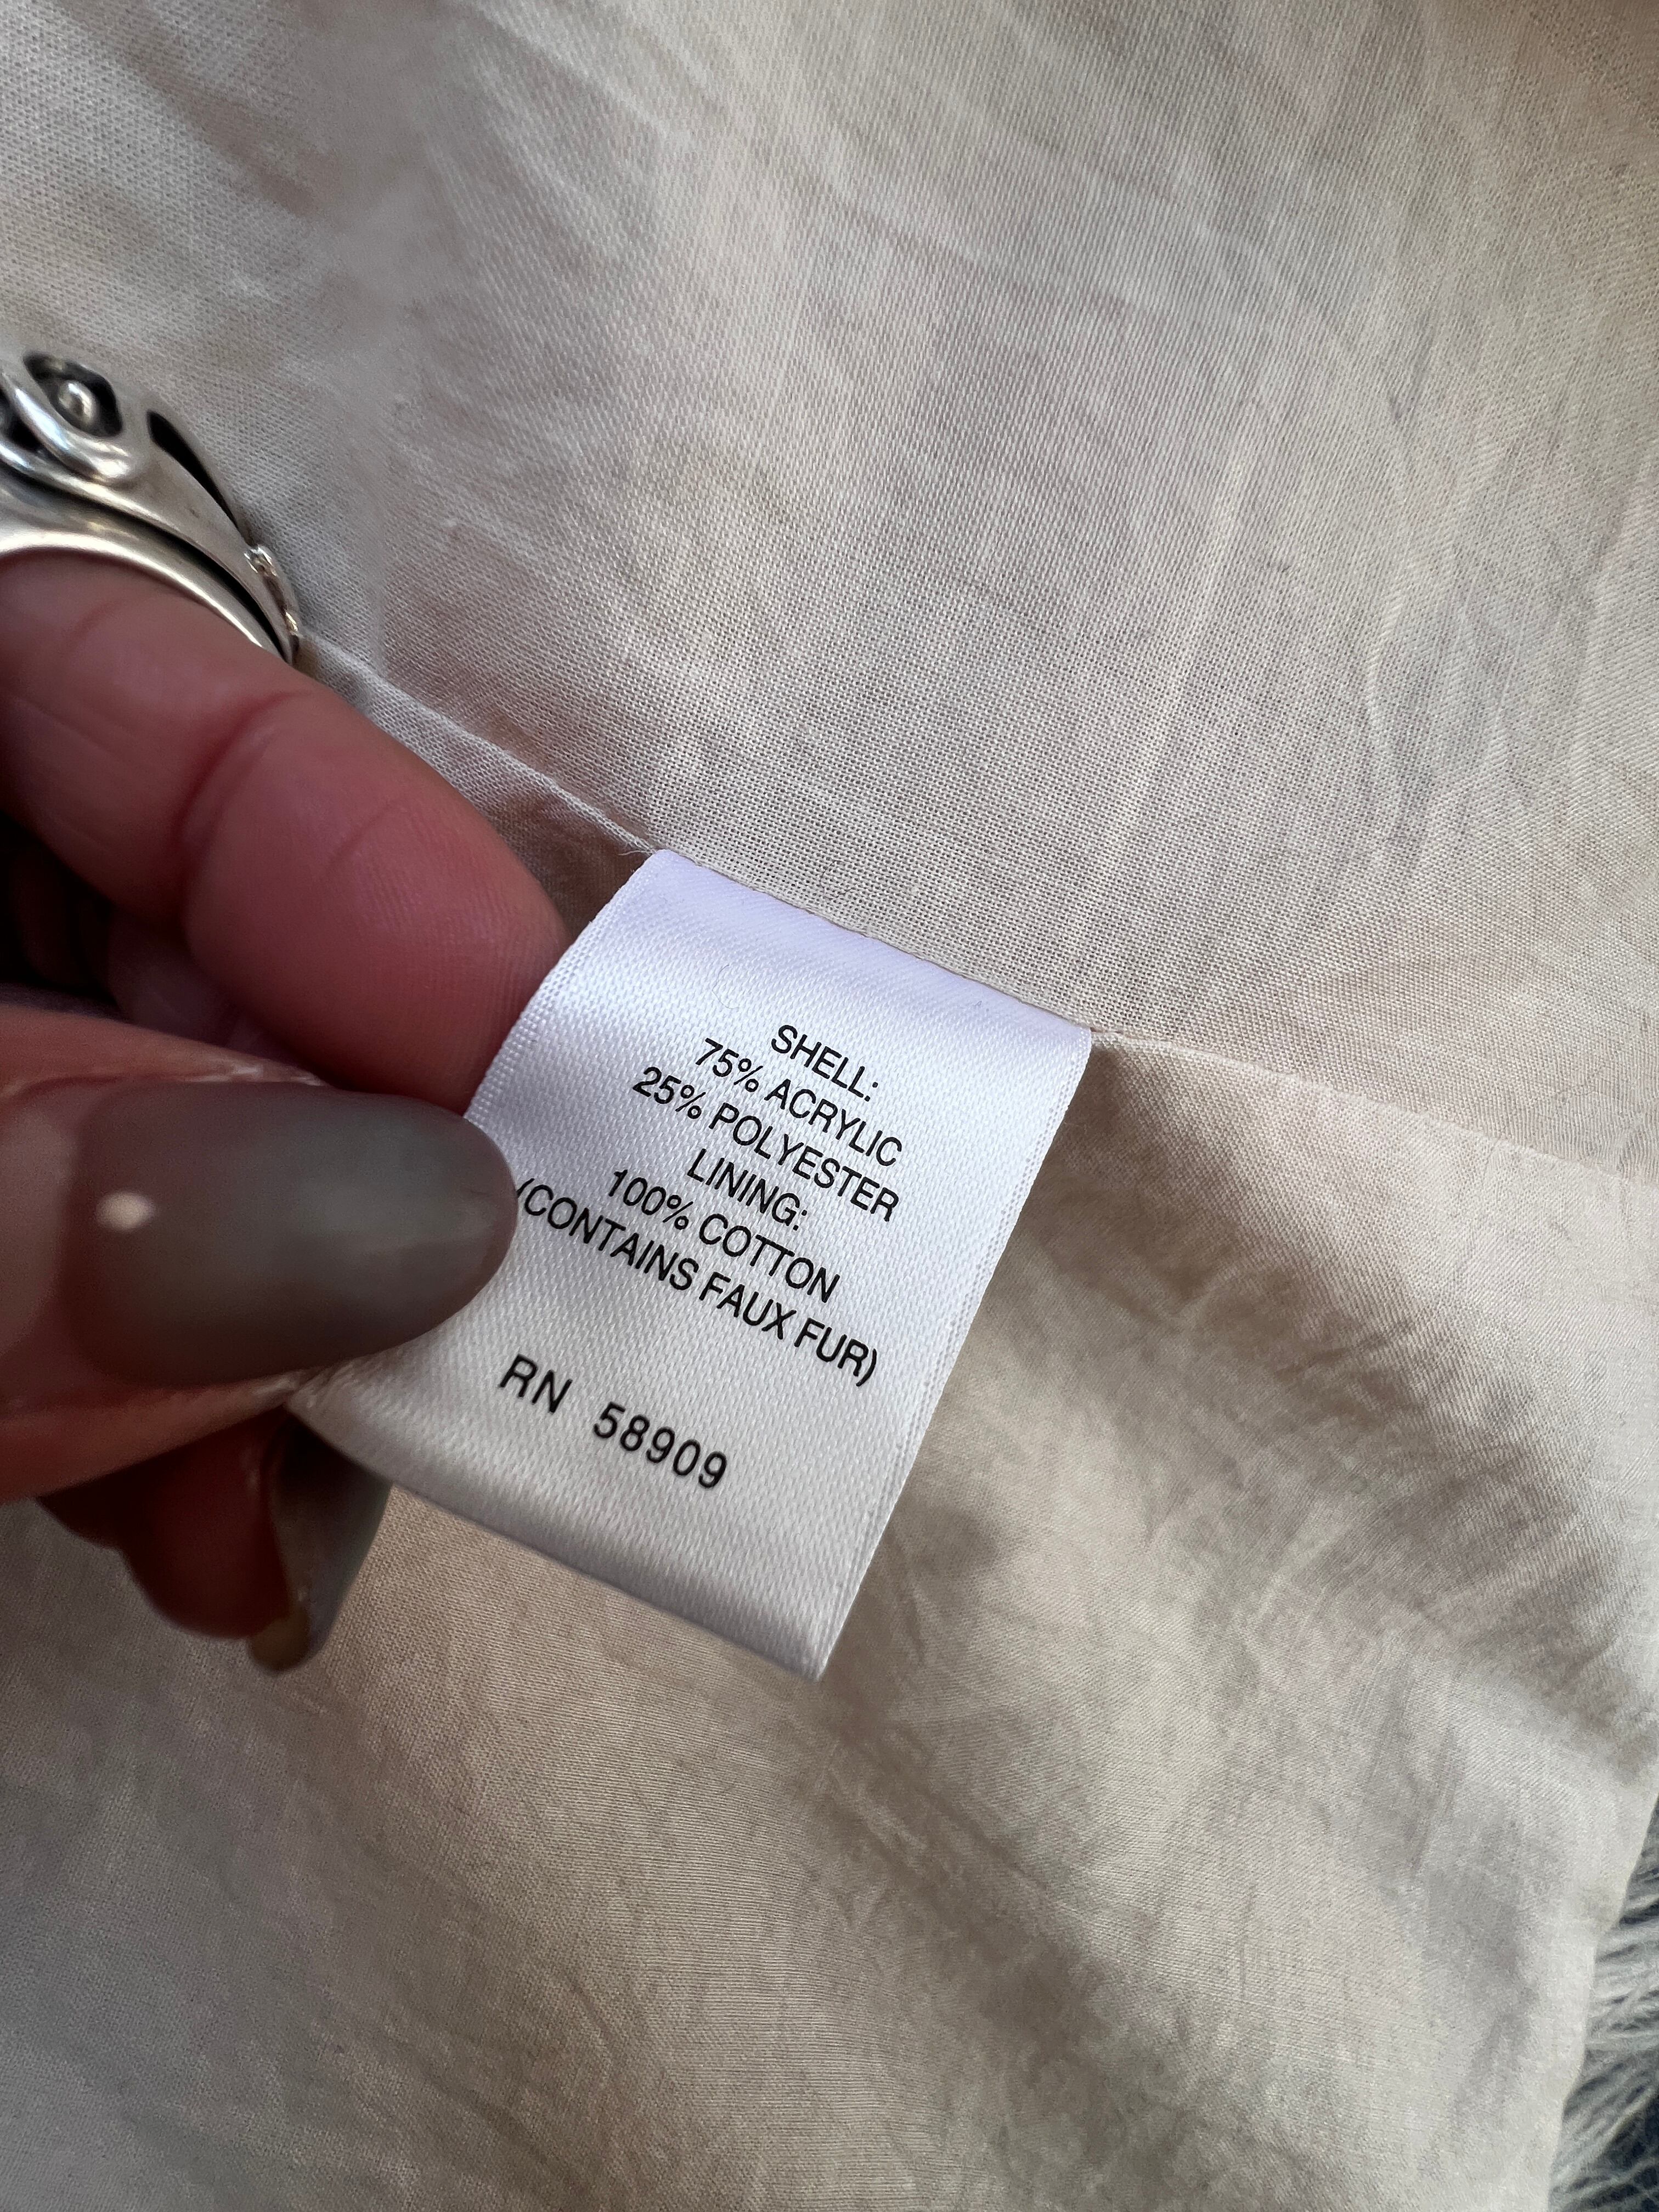 SHELL:
75% ACRYLIC
25% POLYESTER
LINING:
100% COTTON
(CONTAINS FAUX FUR)
RN 58909